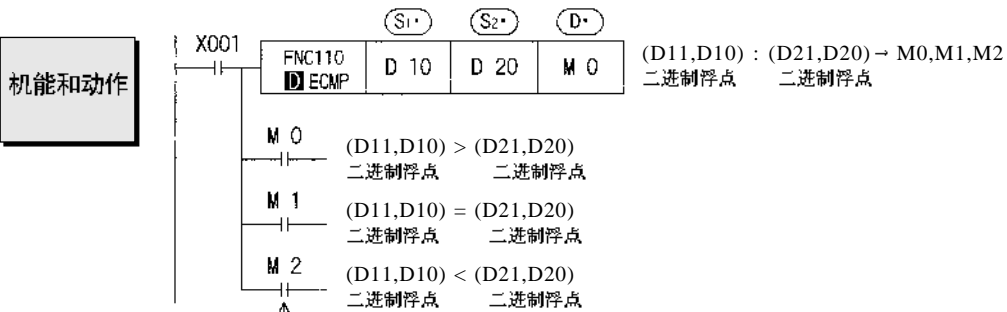 机能和动作
X001
S1· S2· D·
FNC110 D 10 D 20 M 0
D ECMP
(D11,D10) : (D21,D20)→ M0,M1,M2
二进制浮点 二进制浮点
M 0
(D11,D10) > (D21,D20)
二进制浮点 二进制浮点
M 1
(D11,D10) = (D21,D20)
二进制浮点 二进制浮点
M 2
(D11,D10) < (D21,D20)
二进制浮点 二进制浮点